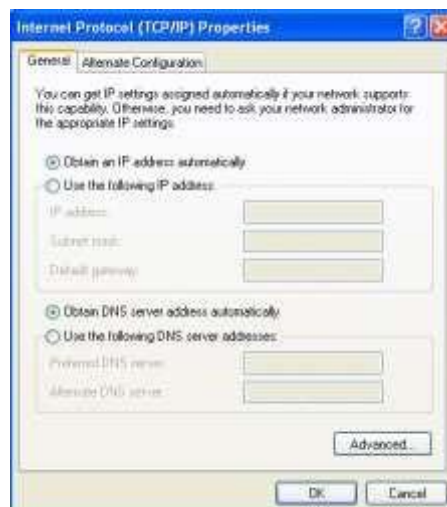 Internet Protocol (TCP/IP) Properties
General
Alternate Configuration
You can get IP settings assigned automatically if your network supports
this capability. Otherwise, you need to ask your network administrator for
the appropriate IP settings.
Obtain an IP address automatically
Use the following IP address:
IP address:
Subnet mask:
Default gateway:
Obtain DNS server address automatically
Use the following DNS server addresses:
Preferred DNS server:
Alternate DNS server:
Advanced...
OK
Cancel